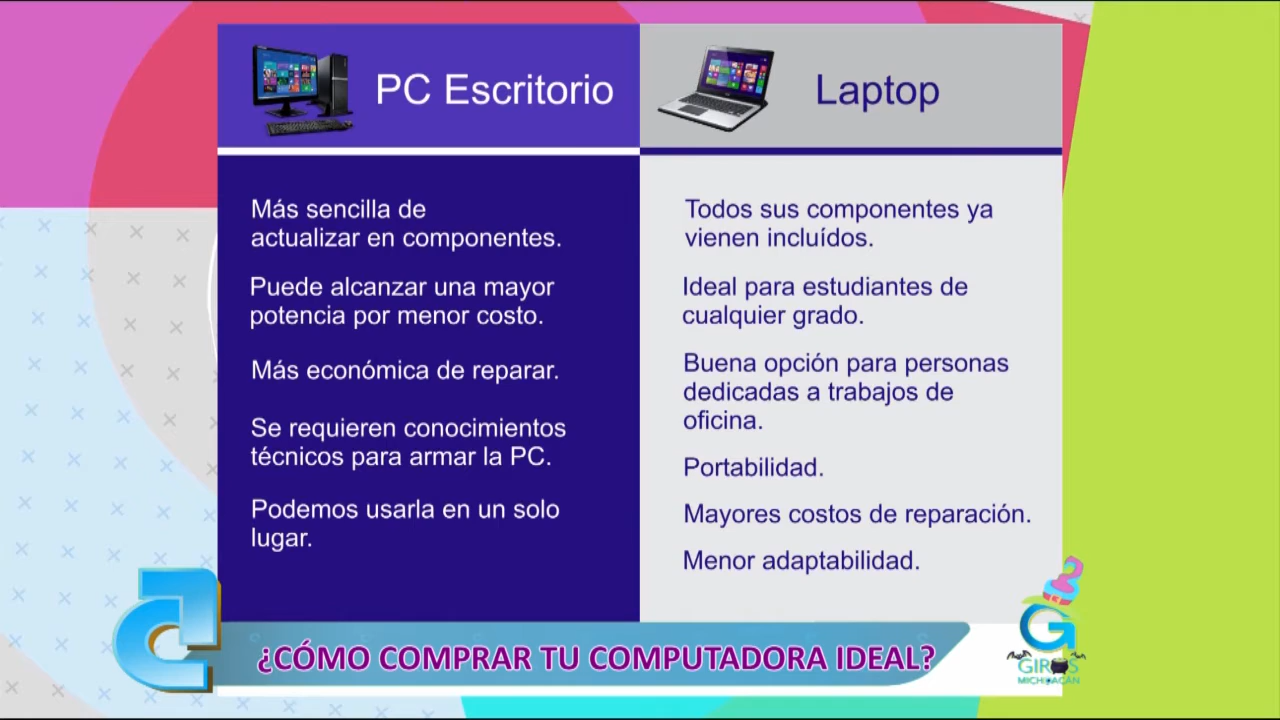 PC Escritorio
Laptop
Más sencilla de
actualizar en componentes.
Puede alcanzar una mayor
potencia por menor costo.
Más económica de reparar.
Se requieren conocimientos
técnicos para armar la PC.
Podemos usarla en un solo
lugar.
Todos sus componentes ya
vienen incluídos.
Ideal para estudiantes de
cualquier grado.
Buena opción para personas
dedicadas a trabajos de
oficina.
Portabilidad.
Mayores costos de reparación.
Menor adaptabilidad.
¿CÓMO COMPRAR TU COMPUTADORA IDEAL?
2
G
GIROS
MICHOACÁN